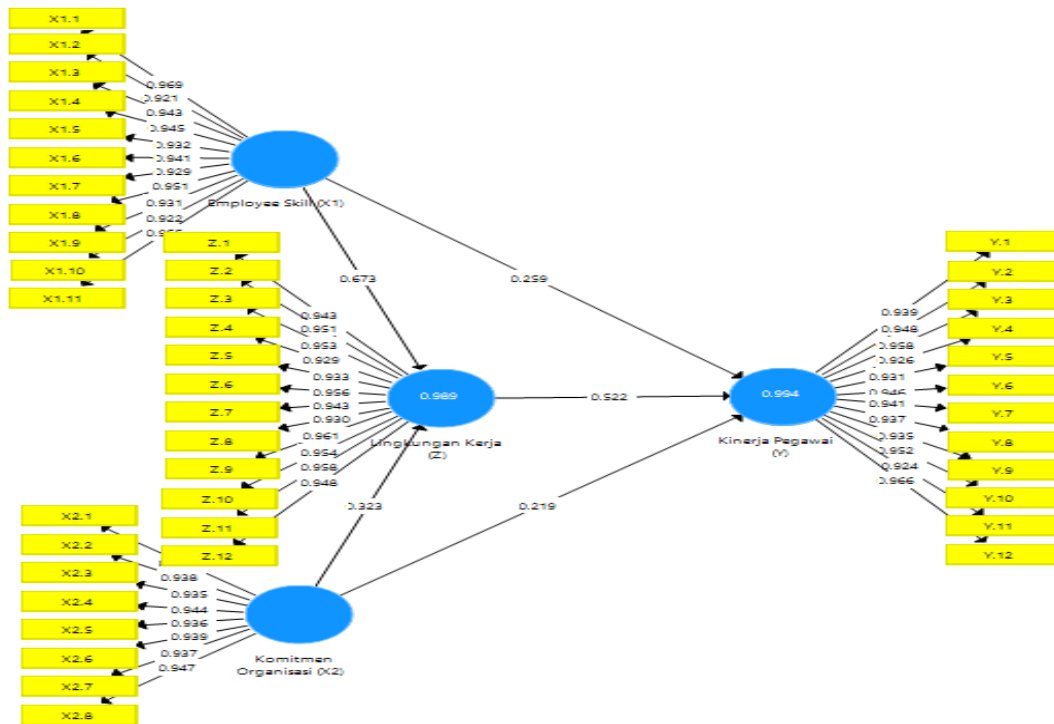 X1.1
X1.2
X1.3
X1.4
X1.5
X1.6
X1.7
X1.8
X1.9
X1.10
X1.11
0.969
0.921
0.943
0.945
0.932
0.941
0.929
0.951
0.931
0.922
Employee Skill (X1)
Z.1
Z.2
Z.3
Z.4
Z.5
Z.6
Z.7
Z.8
Z.9
Z.10
Z.11
Z.12
0.943
0.951
0.953
0.929
0.933
0.956
0.943
0.930
0.961
0.954
0.958
0.948
0.673
0.259
0.989
Lingkungan Kerja
(Z)
0.522
0.323
0.219
X2.1
X2.2
X2.3
X2.4
X2.5
X2.6
X2.7
X2.8
0.938
0.935
0.944
0.936
0.939
0.937
0.947
Komitmen
Organisasi (X2)
0.994
Kinerja Pegawai
(Y)
0.939
0.948
0.958
0.926
0.931
0.946
0.941
0.937
0.935
0.952
0.924
0.966
Y.1
Y.2
Y.3
Y.4
Y.5
Y.6
Y.7
Y.8
Y.9
Y.10
Y.11
Y.12